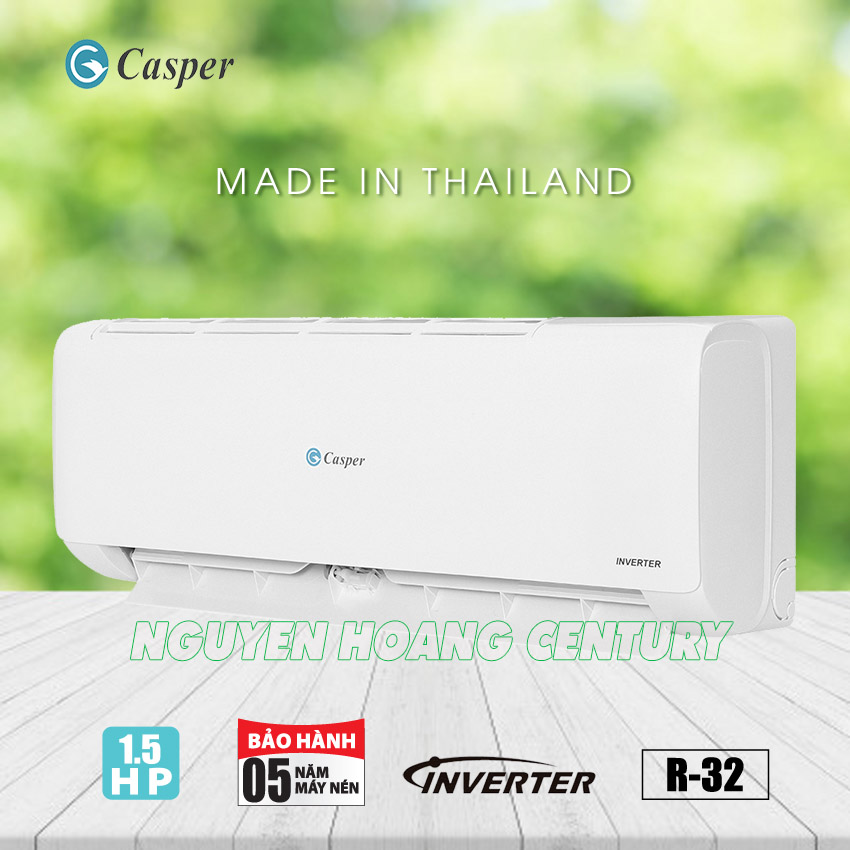 Casper
MADE IN THAILAND
Casper
INVERTER
NGUYEN HOANG CENTURY
1.5
HP
BẢO HÀNH
05 NĂM
MÁY NÉN
INVERTER
R-32